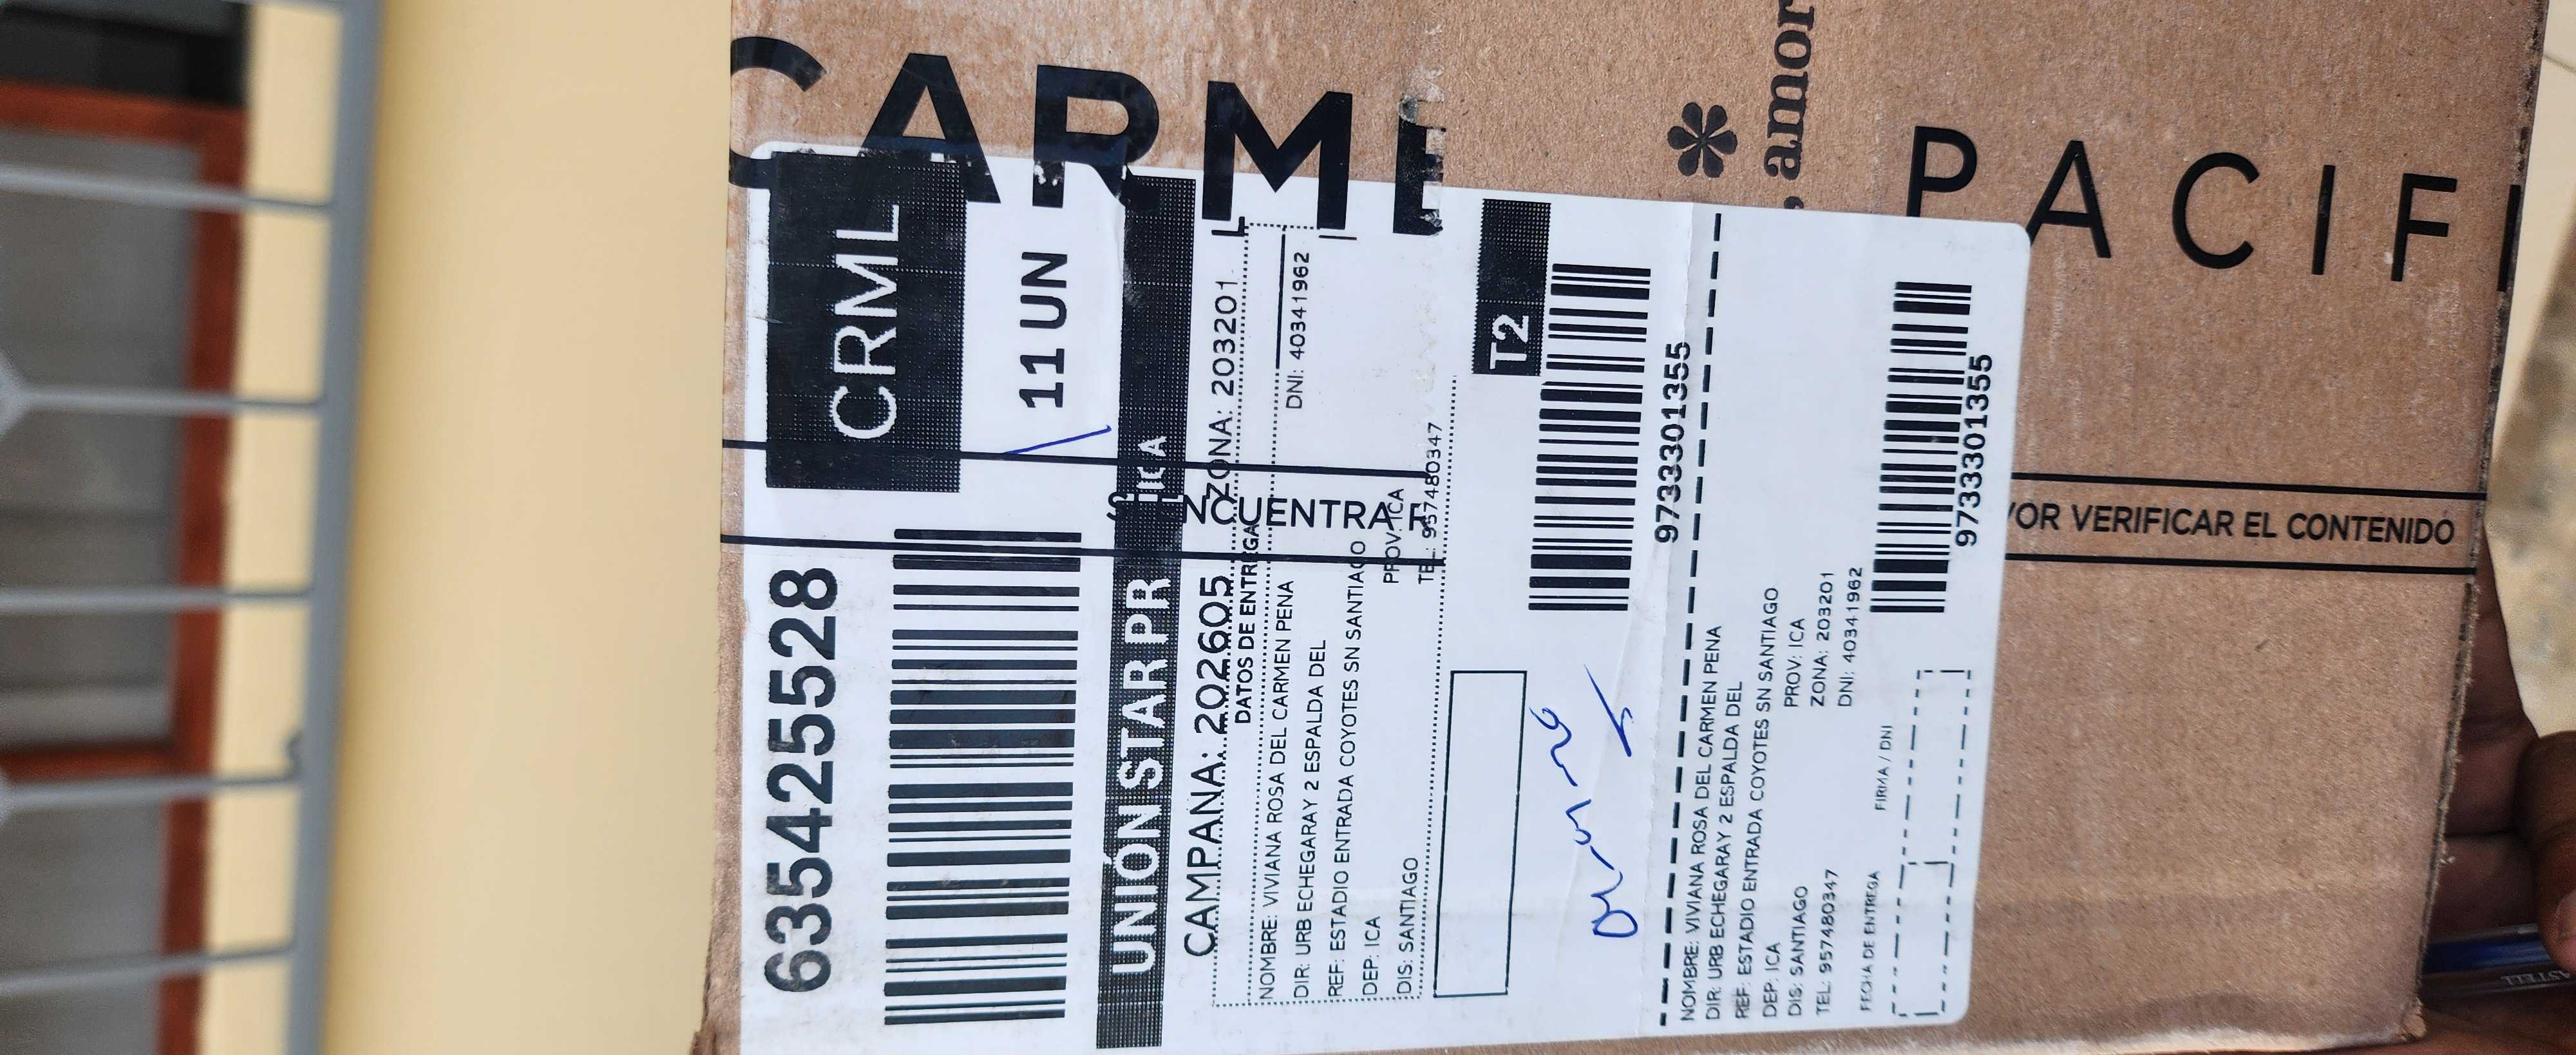 CARME
, amor
PACIFI
CRML
11 UN
6354255528
UNIÓN STAR PR
ICA
CAMPANA: 202605 ZONA: 203201
DATOS DE ENTREGA
NOMBRE: VIVIANA ROSA DEL CARMEN PENA DNI: 40341962
DIR: URB ECHEGARAY 2 ESPALDA DEL
REF: ESTADIO ENTRADA COYOTES SN SANTIAGO
DEP: ICA PROV: ICA
DIS: SANTIAGO TEL: 957480347
NCUENTRA
T2
9733301355
NOMBRE: VIVIANA ROSA DEL CARMEN PENA
DIR: URB ECHEGARAY 2 ESPALDA DEL
REF: ESTADIO ENTRADA COYOTES SN SANTIAGO
DEP: ICA PROV: ICA
DIS: SANTIAGO ZONA: 203201
TEL: 957480347 DNI: 40341962
FECHA DE ENTREGA FIRMA / DNI
9733301355
VOR VERIFICAR EL CONTENIDO